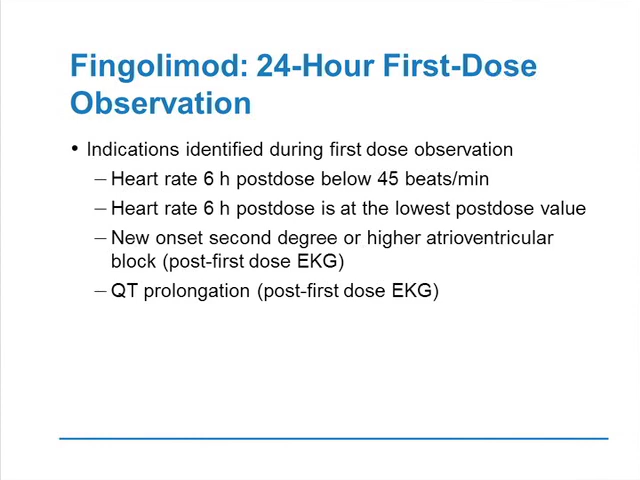 Fingolimod: 24-Hour First-Dose
Observation
• Indications identified during first dose observation
– Heart rate 6 h postdose below 45 beats/min
– Heart rate 6 h postdose is at the lowest postdose value
– New onset second degree or higher atrioventricular
block (post-first dose EKG)
– QT prolongation (post-first dose EKG)